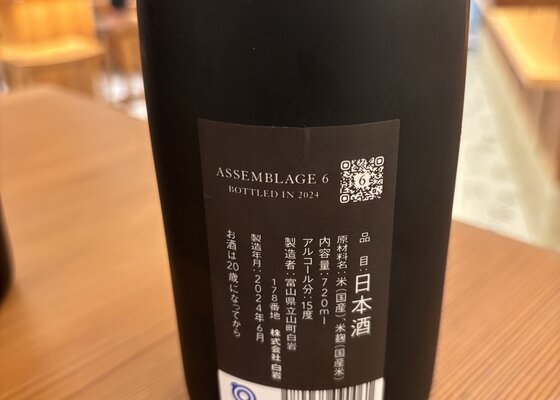 ASSEMBLAGE 6
BOTTLED IN 2024
6
品 目：日本酒
原材料名：米（国産）、米麹（国産米）
内容量：720ml
アルコール分：15度
製造者：富山県立山町白岩
178番地 株式会社白岩
製造年月：2024年6月
お酒は20歳になってから。